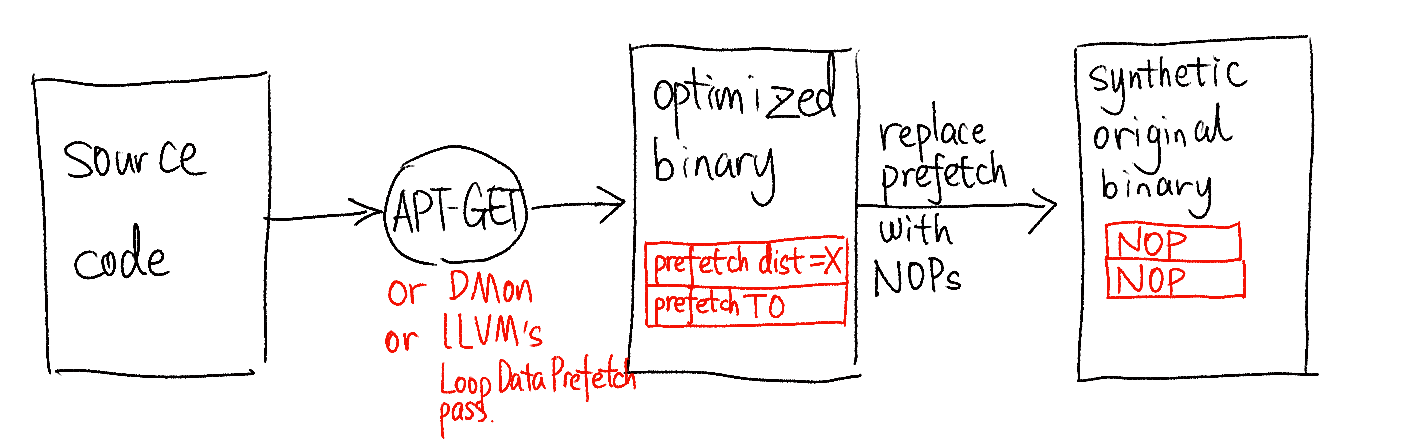 source
code
APT-GET
or DMon
or LLVM's
Loop Data Prefetch
pass.
optimized
binary
prefetch dist=X
prefetch TO
replace
prefetch
with
NOPs
synthetic
original
binary
NOP
NOP